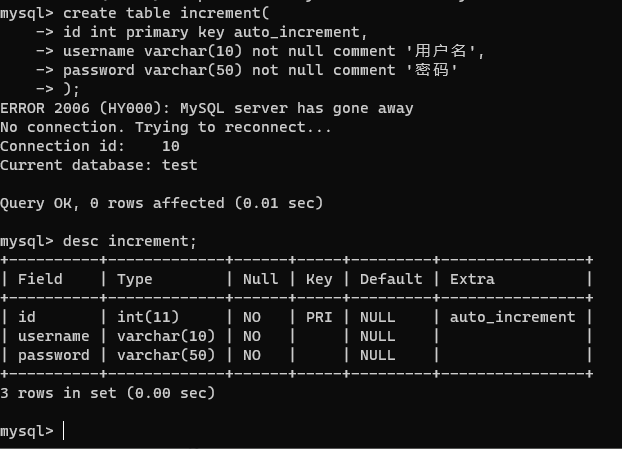 mysql> create table increment(
    -> id int primary key auto_increment,
    -> username varchar(10) not null comment '用户名',
    -> password varchar(50) not null comment '密码'
    -> );
ERROR 2006 (HY000): MySQL server has gone away
No connection. Trying to reconnect...
Connection id:    10
Current database: test
Query OK, 0 rows affected (0.01 sec)
mysql> desc increment;
+----------+-------------+------+-----+---------+----------------+
| Field    | Type        | Null | Key | Default | Extra          |
+----------+-------------+------+-----+---------+----------------+
| id       | int(11)     | NO   | PRI | NULL    | auto_increment |
| username | varchar(10) | NO   |     | NULL    |                |
| password | varchar(50) | NO   |     | NULL    |                |
+----------+-------------+------+-----+---------+----------------+
3 rows in set (0.00 sec)
mysql>